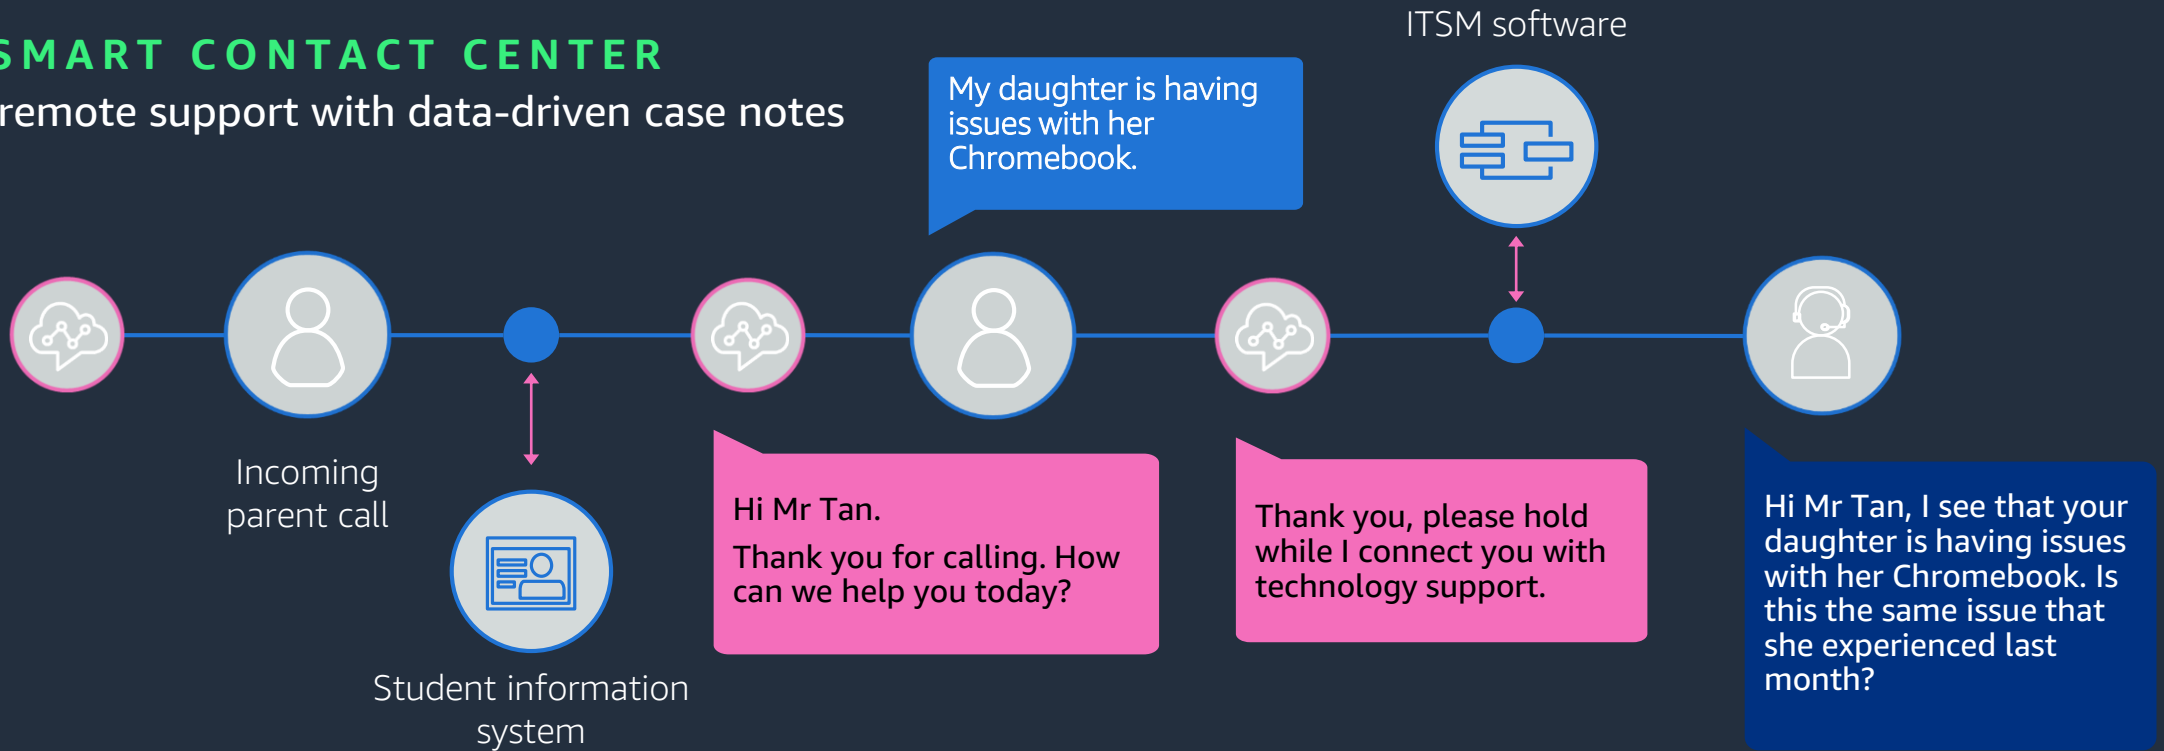 SMART CONTACT CENTER
remote support with data-driven case notes
ITSM software
My daughter is having
issues with her
Chromebook.
Incoming
parent call
Student information
system
Hi Mr Tan.
Thank you for calling. How
can we help you today?
Thank you, please hold
while I connect you with
technology support.
Hi Mr Tan, I see that your
daughter is having issues
with her Chromebook. Is
this the same issue that
she experienced last
month?